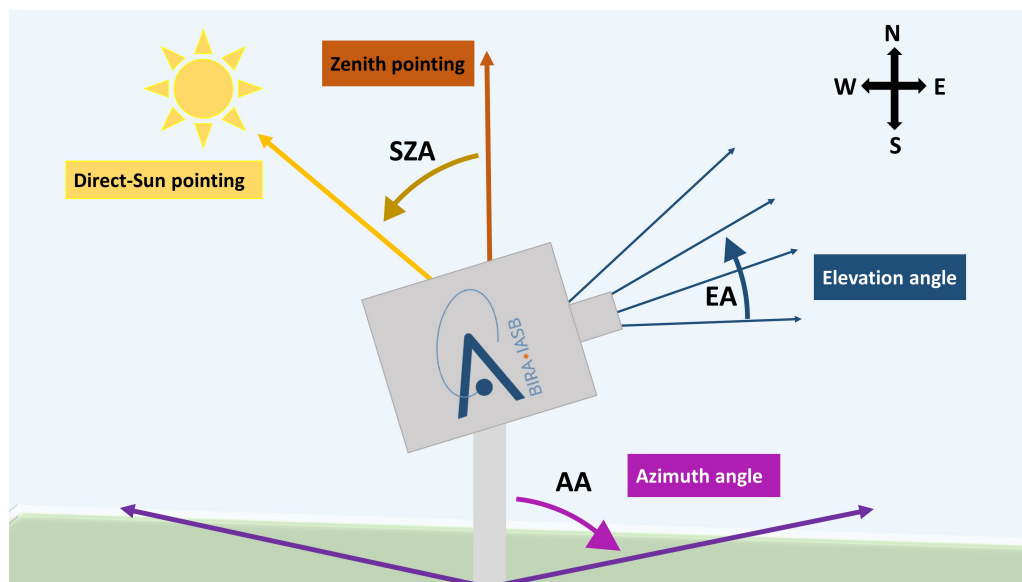 N
W E
S
Zenith pointing
SZA
Direct-Sun pointing
Elevation angle
EA
BIRA•IASB
AA
Azimuth angle